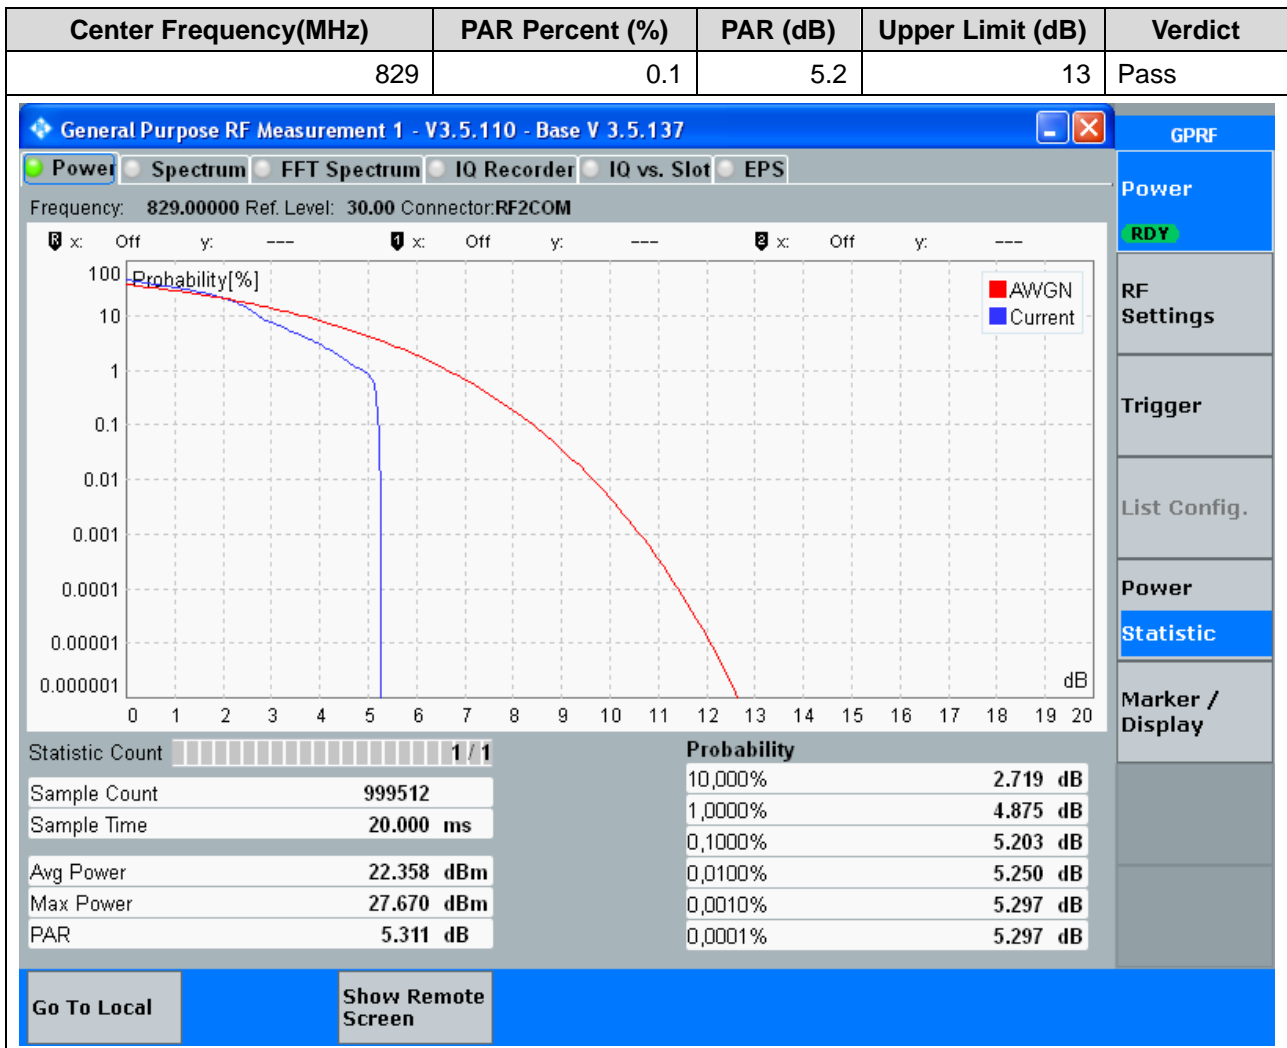 Center Frequency(MHz) PAR Percent (%) PAR (dB) Upper Limit (dB) Verdict
829 0.1 5.2 13 Pass
General Purpose RF Measurement 1 - V3.5.110 - Base V 3.5.137
GPRF
Power Spectrum FFT Spectrum IQ Recorder IQ vs. Slot EPS
Frequency: 829.00000 Ref. Level: 30.00 Connector:RF2COM
R x: Off y: --- 1 x: Off y: --- 2 x: Off y: ---
Probability[%]
AWGN
Current
100
10
1
0.1
0.01
0.001
0.0001
0.00001
0.000001
dB
0 1 2 3 4 5 6 7 8 9 10 11 12 13 14 15 16 17 18 19 20
Statistic Count 1 / 1
Sample Count 999512
Sample Time 20.000 ms
Avg Power 22.358 dBm
Max Power 27.670 dBm
PAR 5.311 dB
Probability
10,000% 2.719 dB
1,0000% 4.875 dB
0,1000% 5.203 dB
0,0100% 5.250 dB
0,0010% 5.297 dB
0,0001% 5.297 dB
Power
RDY
RF
Settings
Trigger
List Config.
Power
Statistic
Marker /
Display
Go To Local
Show Remote
Screen